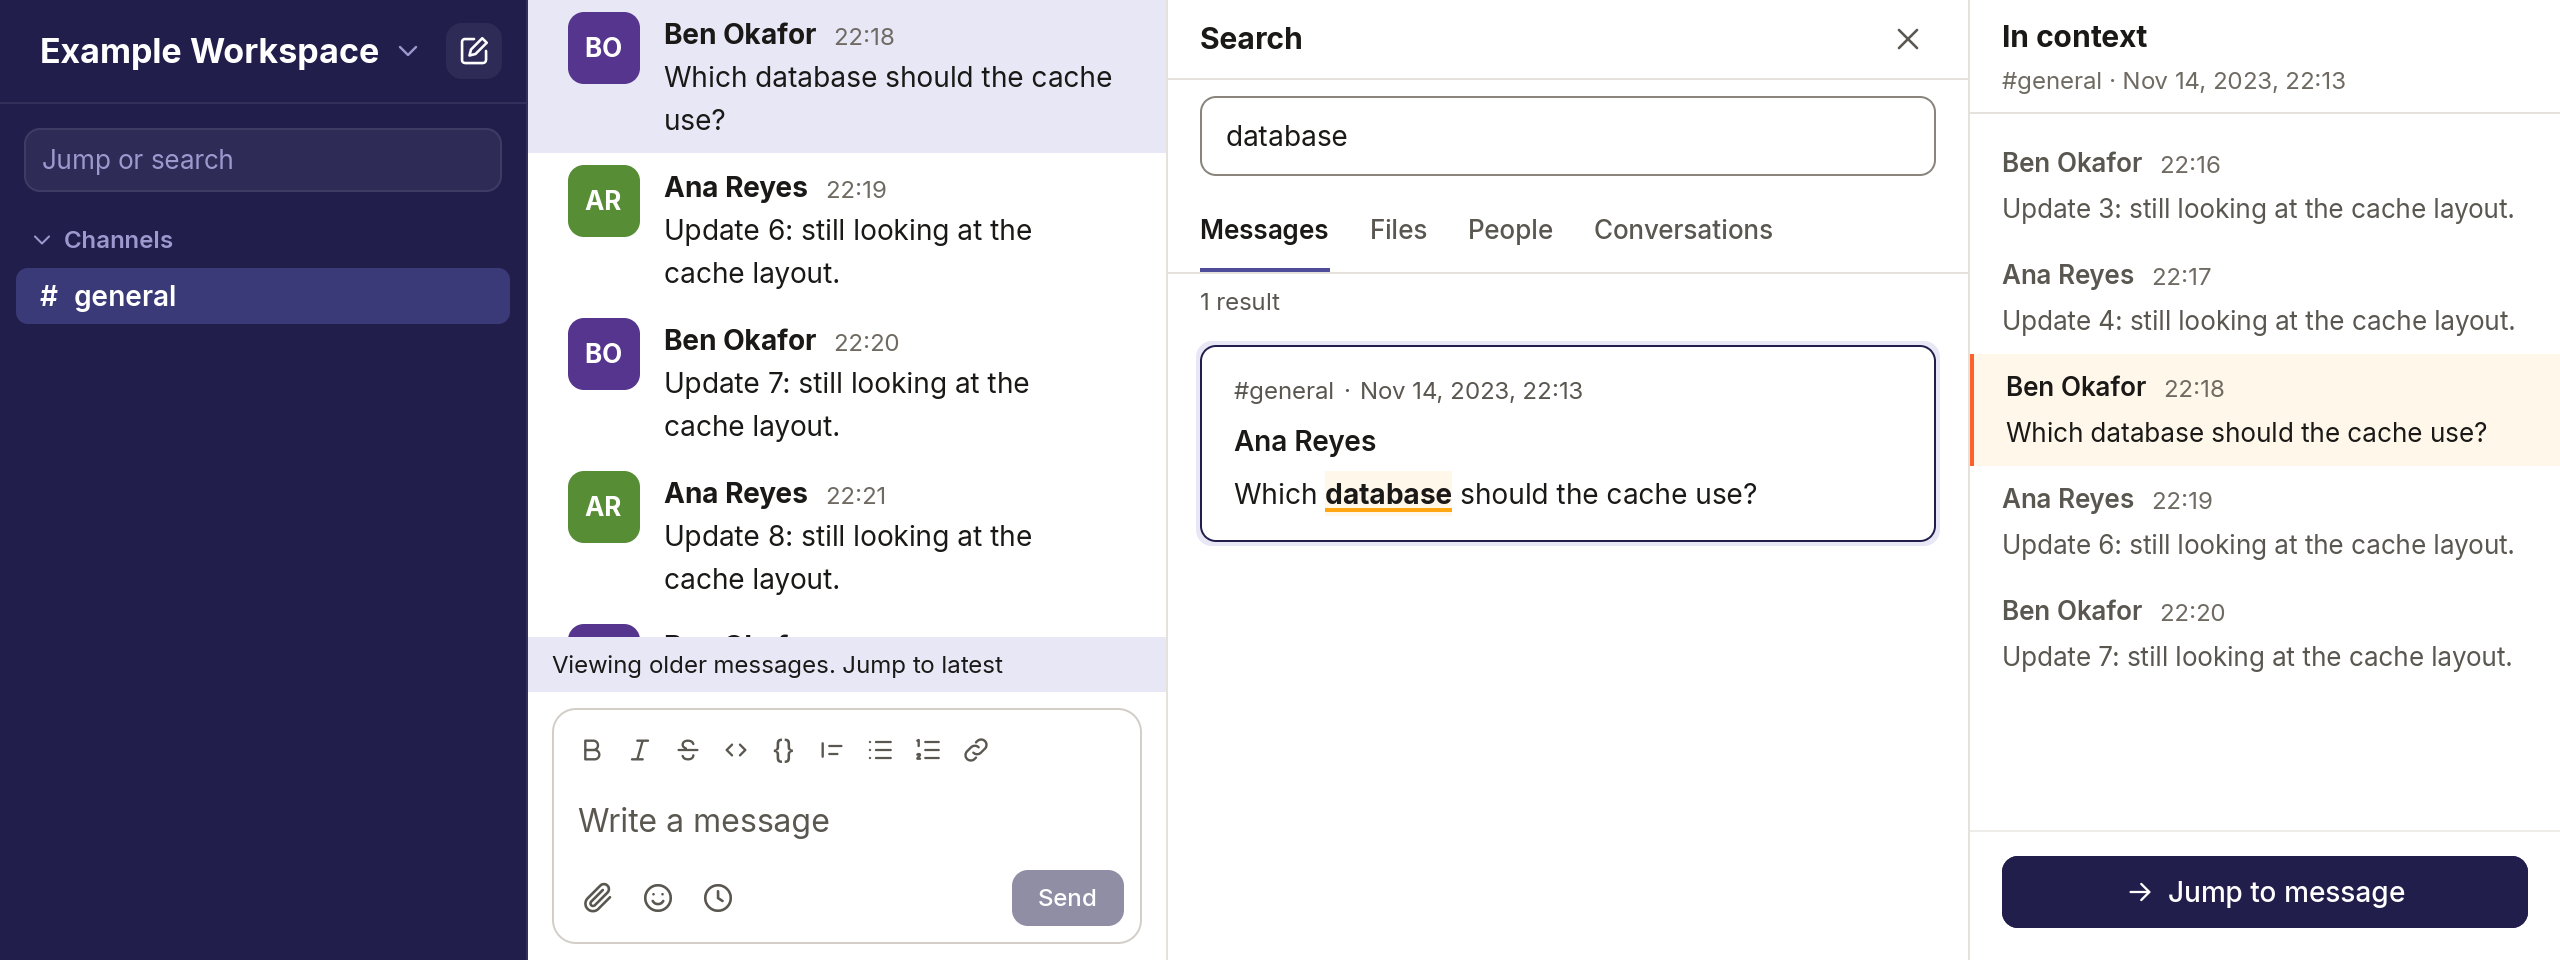 Example Workspace
Jump or search
Channels
# general
BO
Ben Okafor 22:18
Which database should the cache
use?
AR
Ana Reyes 22:19
Update 6: still looking at the
cache layout.
BO
Ben Okafor 22:20
Update 7: still looking at the
cache layout.
AR
Ana Reyes 22:21
Update 8: still looking at the
cache layout.
Viewing older messages. Jump to latest
Write a message
Send
Search
database
Messages Files People Conversations
1 result
#general · Nov 14, 2023, 22:13
Ana Reyes
Which database should the cache use?
In context
#general · Nov 14, 2023, 22:13
Ben Okafor 22:16
Update 3: still looking at the cache layout.
Ana Reyes 22:17
Update 4: still looking at the cache layout.
Ben Okafor 22:18
Which database should the cache use?
Ana Reyes 22:19
Update 6: still looking at the cache layout.
Ben Okafor 22:20
Update 7: still looking at the cache layout.
Jump to message